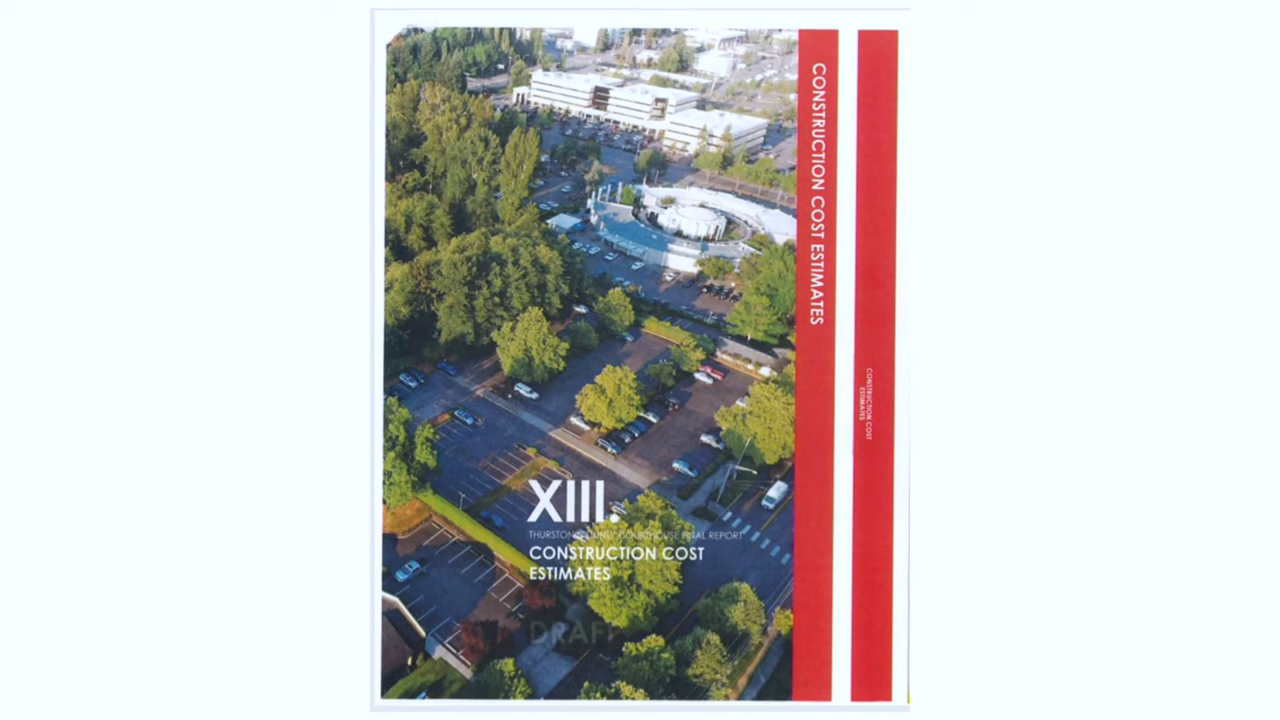 XIII.
THURSTON COUNTY COURTHOUSE FINAL REPORT
CONSTRUCTION COST
ESTIMATES
DRAFT
CONSTRUCTION COST ESTIMATES
CONSTRUCTION COST
ESTIMATES